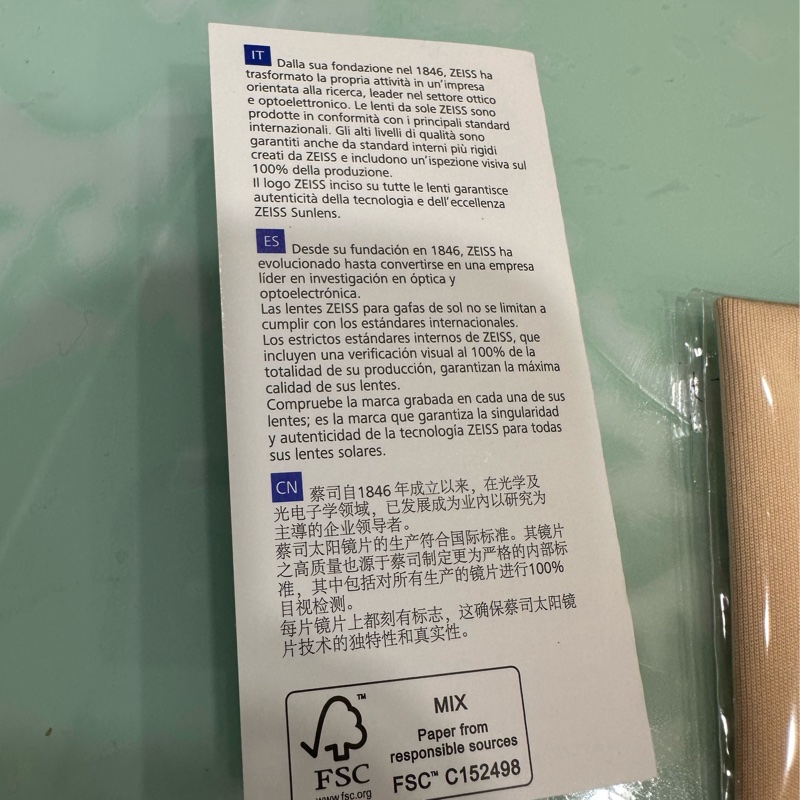 IT Dalla sua fondazione nel 1846, ZEISS ha
trasformato la propria attività in un'impresa
orientata alla ricerca, leader nel settore ottico
e optoelettronico. Le lenti da sole ZEISS sono
prodotte in conformità con i principali standard
internazionali. Gli alti livelli di qualità sono
garantiti anche da standard interni più rigidi
creati da ZEISS e includono un'ispezione visiva sul
100% della produzione.
Il logo ZEISS inciso su tutte le lenti garantisce
autenticità della tecnologia e dell'eccellenza
ZEISS Sunlens.
ES Desde su fundación en 1846, ZEISS ha
evolucionado hasta convertirse en una empresa
líder en investigación en óptica y
optoelectrónica.
Las lentes ZEISS para gafas de sol no se limitan a
cumplir con los estándares internacionales.
Los estrictos estándares internos de ZEISS, que
incluyen una verificación visual al 100% de la
totalidad de su producción, garantizan la máxima
calidad de sus lentes.
Compruebe la marca grabada en cada una de sus
lentes; es la marca que garantiza la singularidad
y autenticidad de la tecnología ZEISS para todas
sus lentes solares.
CN 蔡司自1846 年成立以来，在光学及
光电子学领域，已发展成为业内以研究为
主導的企业领导者。
蔡司太阳镜片的生产符合国际标准。其镜片
之高质量也源于蔡司制定更为严格的内部标
准，其中包括对所有生产的镜片进行100%
目视检测。
每片镜片上都刻有标志，这确保蔡司太阳镜
片技术的独特性和真实性。
FSC™
www.fsc.org
MIX
Paper from
responsible sources
FSC™ C152498